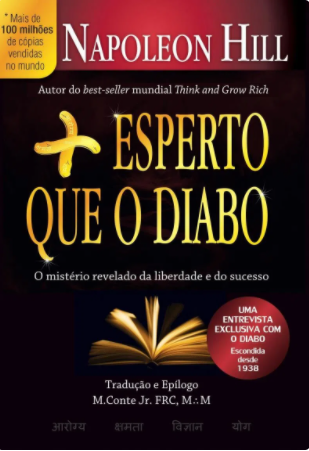 * Mais de
100 milhões
de cópias
vendidas
no mundo
NAPOLEON HILL
Autor do best-seller mundial Think and Grow Rich
+ ESPERTO
QUE O DIABO
O mistério revelado da liberdade e do sucesso
UMA
ENTREVISTA
EXCLUSIVA COM
O DIABO
Escondida
desde
1938
Tradução e Epílogo
M.Conte Jr. FRC, M∴M
आरोग्य क्षमता विज्ञान योग